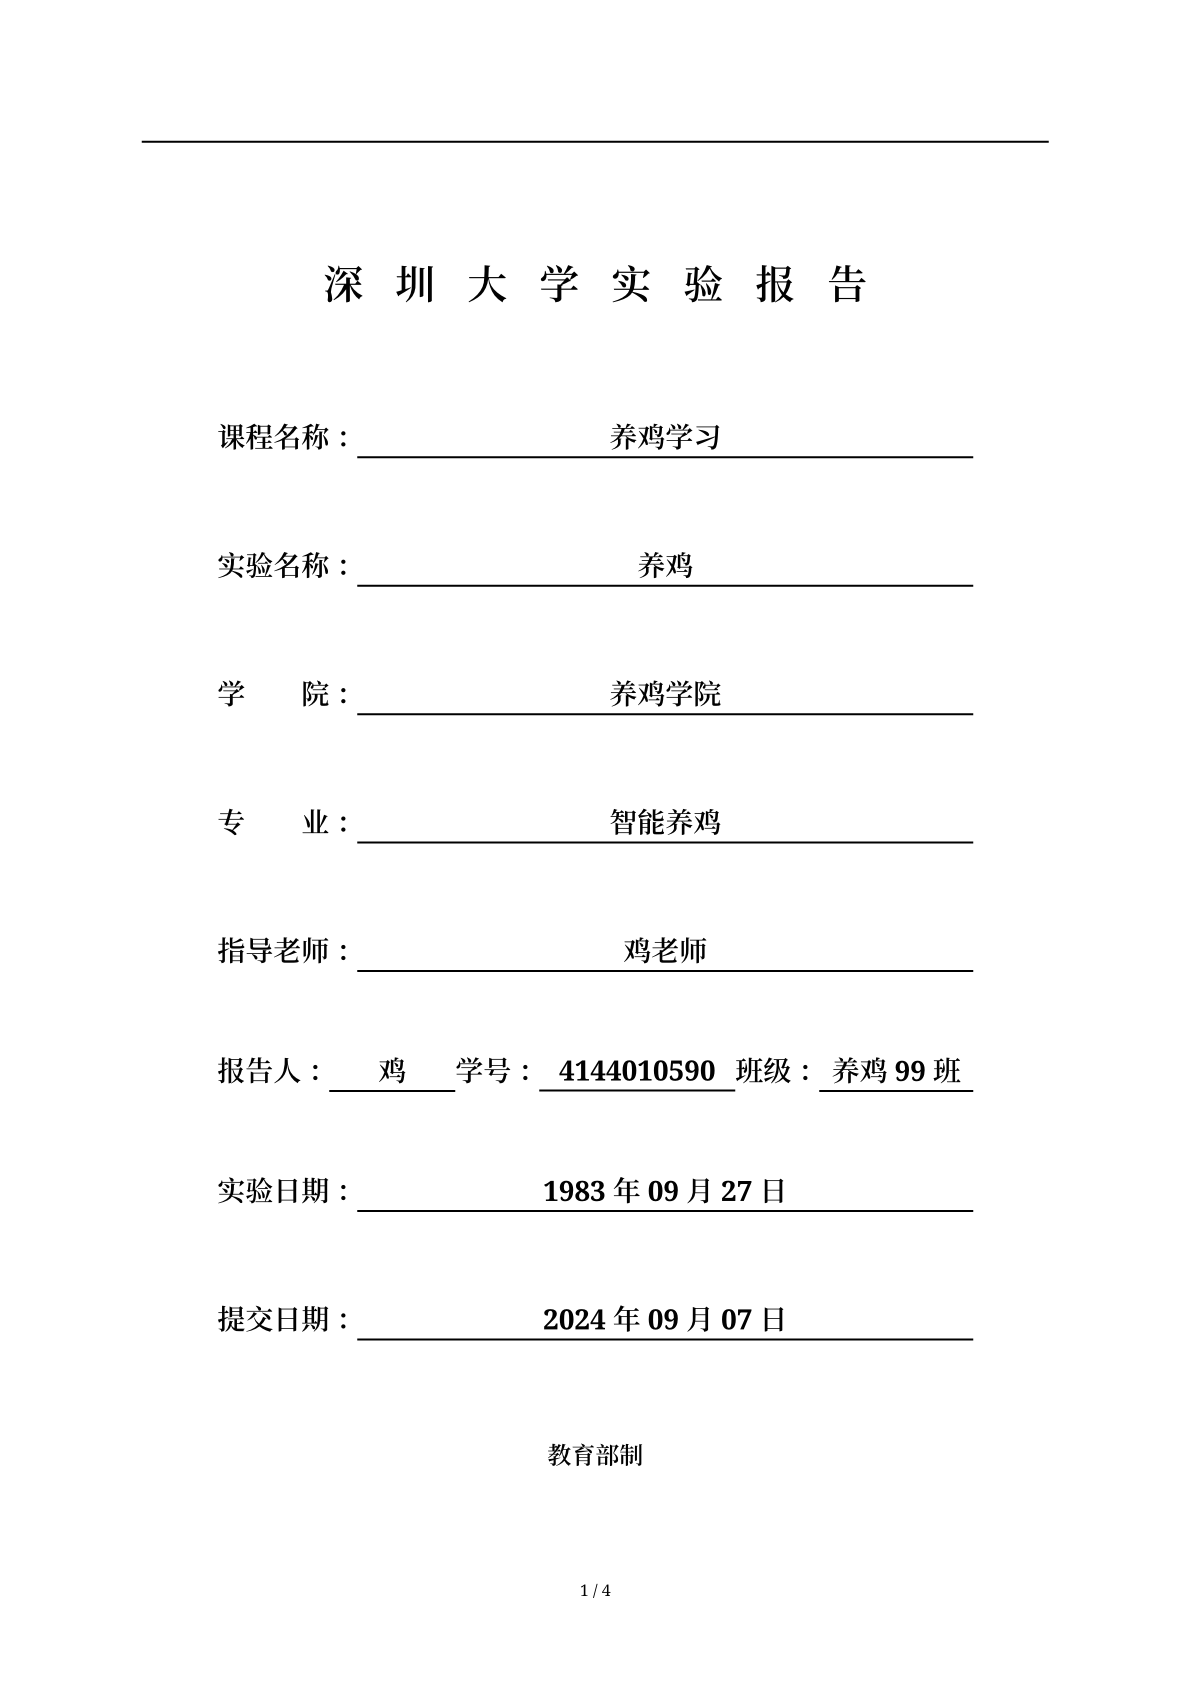 深圳大学实验报告
课程名称：养鸡学习
实验名称：养鸡
学　　院：养鸡学院
专　　业：智能养鸡
指导老师：鸡老师
报告人：鸡 学号：4144010590 班级：养鸡 99 班
实验日期：1983 年 09 月 27 日
提交日期：2024 年 09 月 07 日
教育部制
1 / 4